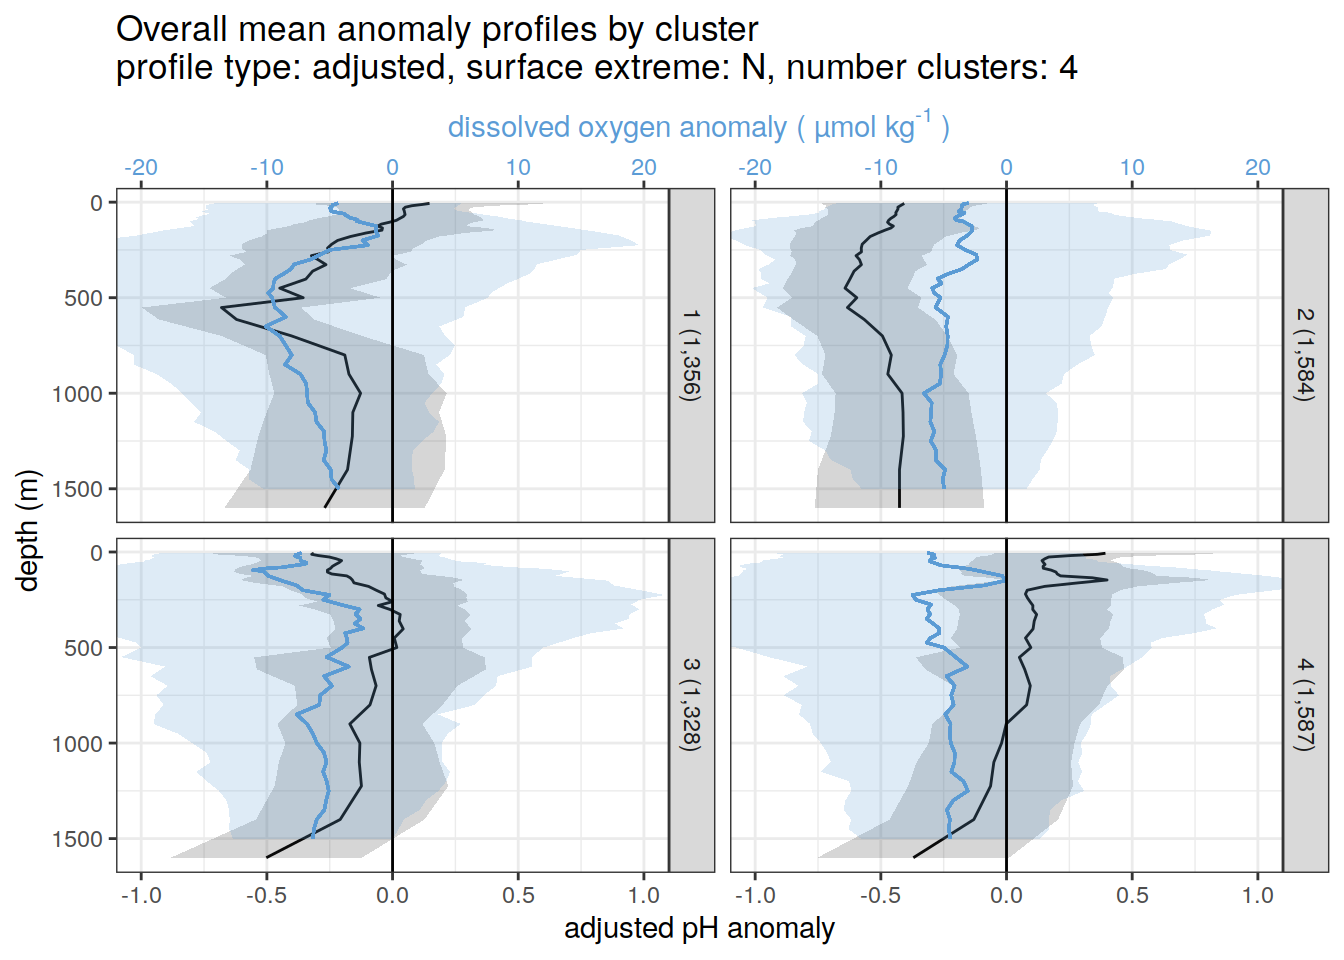 Overall mean anomaly profiles by cluster
profile type: adjusted, surface extreme: N, number clusters: 4
dissolved oxygen anomaly ( µmol kg-1 )
-20 -10 0 10 20 -20 -10 0 10 20
0
500
1000
1500
1 (1,356)
2 (1,584)
depth (m)
0
500
1000
1500
3 (1,328)
4 (1,587)
-1.0 -0.5 0.0 0.5 1.0 -1.0 -0.5 0.0 0.5 1.0
adjusted pH anomaly